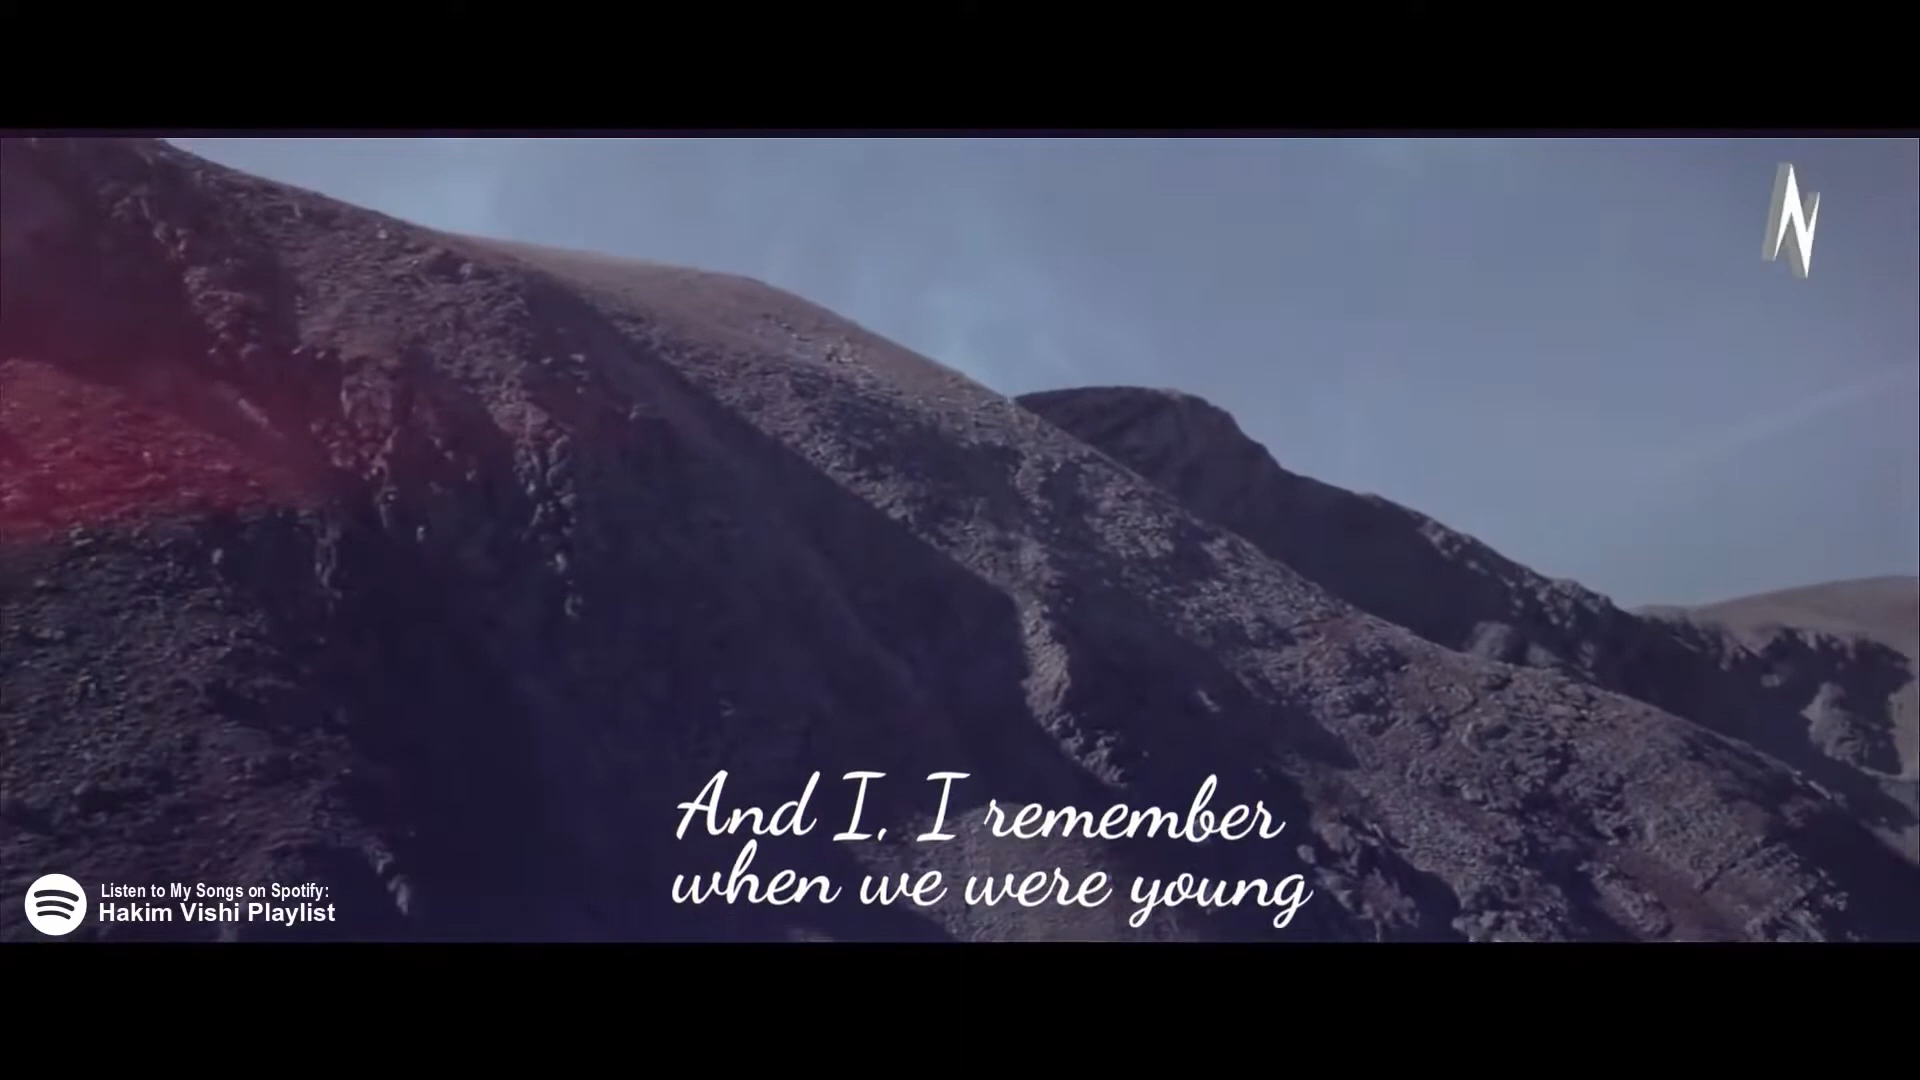 N
And I, I remember
when we were young
Listen to My Songs on Spotify:
Hakim Vishi Playlist